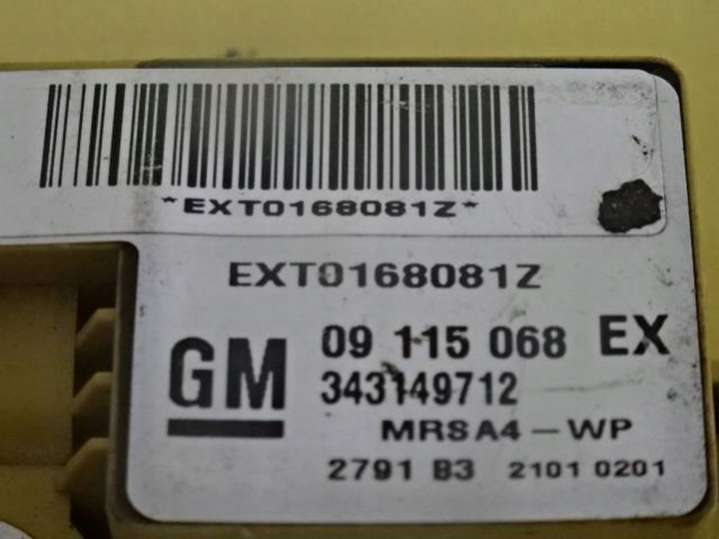 *EXT0168081Z*
EXT0168081Z
GM 09 115 068 EX
343149712
MRSA4-WP
2791 B3 2101 0201